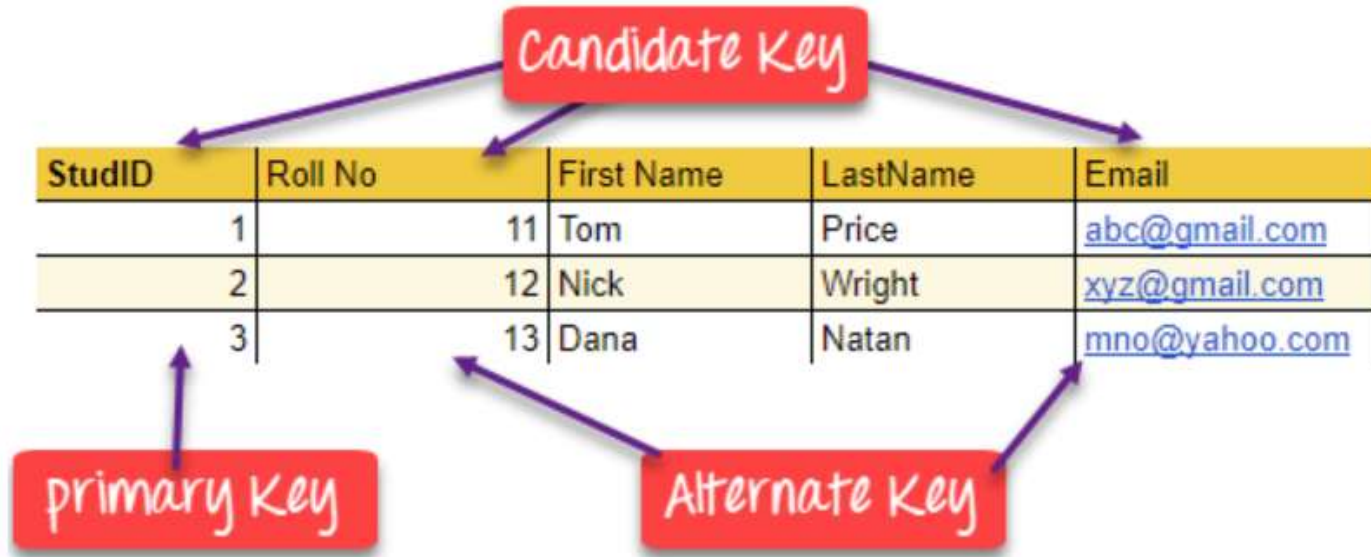 Candidate Key
StudID Roll No First Name LastName Email
1 11 Tom Price abc@gmail.com
2 12 Nick Wright xyz@gmail.com
3 13 Dana Natan mno@yahoo.com
primary Key Alternate Key